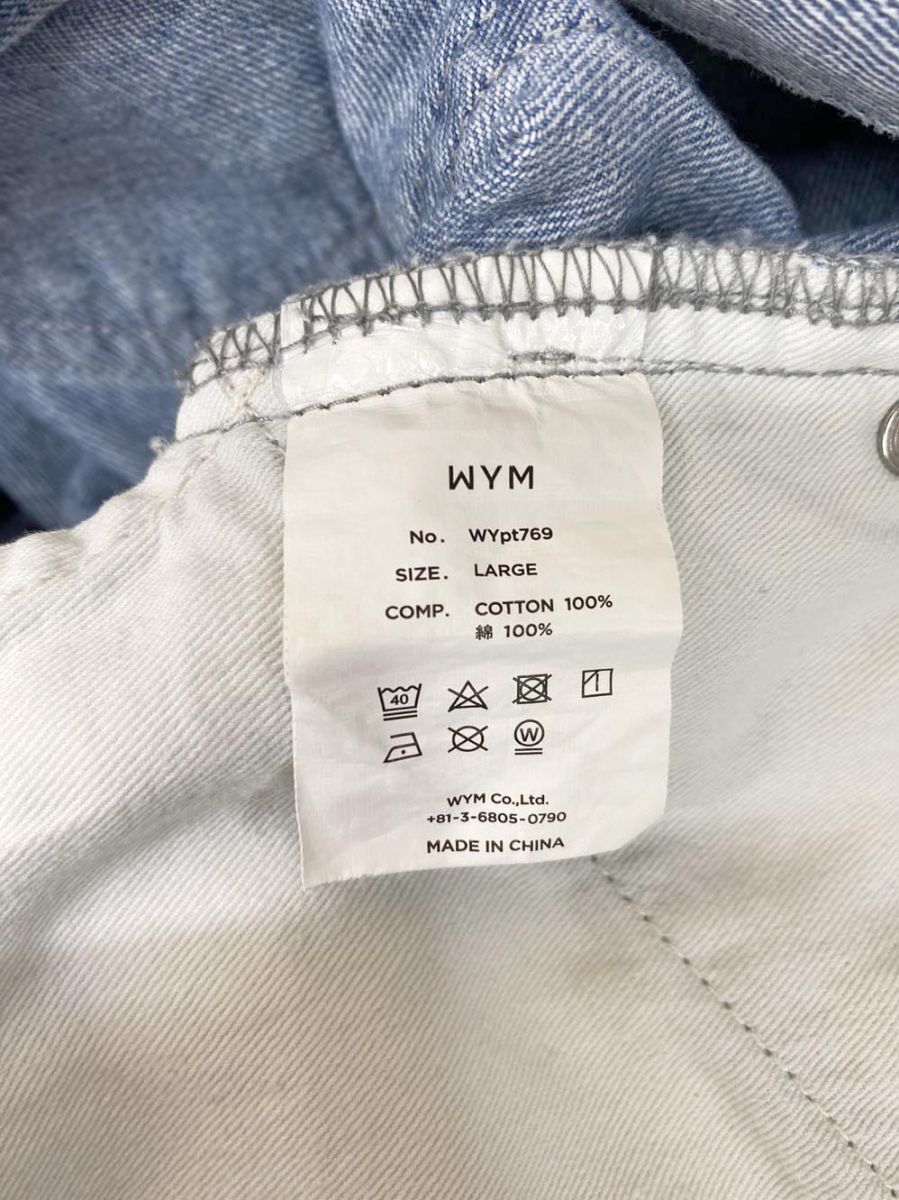 WYM
No. WYpt769
SIZE. LARGE
COMP. COTTON 100%
綿 100%
40
W
WYM Co.,Ltd.
+81-3-6805-0790
MADE IN CHINA